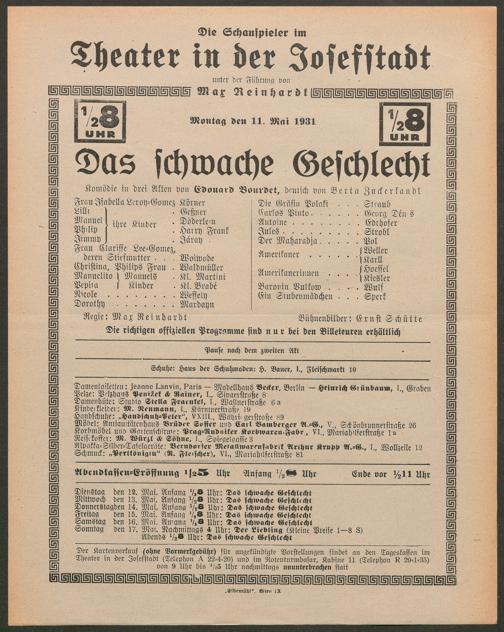 Die Schauspieler im
Theater in der Josefstadt
unter der Führung von
Max Reinhardt
1/2 8 UHR
Montag den 11. Mai 1931
1/2 8 UHR
Das schwache Geschlecht
Komödie in drei Akten von Edouard Bourdet, deutsch von Berta Zuckerkandl
Frau Isabella Leroy-Gomez Körner
Lilli Geßner
Manuel Döderlein
Philip Harry Frank
Jimmy Járay
ihre Kinder
Frau Clarisse Lee-Gomez,
deren Stiefmutter . . Woiwode
Christina, Philips Frau . Waldmüller
Manuelito Kl. Martini
Pepita Kl. Brabé
Manuels Kinder
Nicole . . . . Wessely
Dorothy . . . . Mardayn
Die Gräfin Polaki . . . Straub
Carlos Pinto . . . . Georg Dénes
Antoine . . . . Edthofer
Jules . . . . Strobl
Der Maharadja . . . Pol
Amerikaner . . . Weller
Karll
Amerikanerinnen . . . Hoeffel
Kiesler
Baronin Bulkow . . . Wulf
Ein Stubenmädchen . . . Sperk
Regie: Max Reinhardt
Bühnenbilder: Ernst Schütte
Die richtigen offiziellen Programme sind nur bei den Billeteuren erhältlich
Pause nach dem zweiten Akt
Schuhe: Haus der Schuhmoden: H. Bauer, I., Fleischmarkt 10
Damentoiletten: Jeanne Lanvin, Paris — Modellhaus Becker, Berlin — Heinrich Grünbaum, I., Graben
Pelze: Pelzhaus Penizek & Rainer, I., Singerstraße 8
Damenhüte: Studio Stella Fraenkel, I., Wallnerstraße 6 a
Kinderkleider: M. Neumann, I., Kärntnerstraße 19
Handschuhe: "Handschuh-Peter", VIII.,
Möbel: Antiquitätenhaus Brüder Soffer und Carl Bamberger A.-G., V., Schönbrunnerstraße 26
Korbmöbel und Gartenschirme: Prag-Rudniker Korbwaren-Fabr., VI., Mariahilferstraße 1a
Reisekoffer: M. Würzl & Söhne, I., Spiegelgasse 3
Alpakka-Silber-Tafelgeräte: Berndorfer Metallwarenfabrik Arthur Krupp A.-G., I., Wollzeile 12
Schmuck: "Perlkönigin" (R. Fleischer), VI., Mariahilferstraße 81
Abendkassen-Eröffnung 1/2 5 Uhr Anfang 1/2 8 Uhr Ende vor 1/2 11 Uhr
Dienstag den 12. Mai, Anfang 1/2 8 Uhr: Das schwache Geschlecht
Mittwoch den 13. Mai, Anfang 1/2 8 Uhr: Das schwache Geschlecht
Donnerstag den 14. Mai, Anfang 1/2 8 Uhr: Das schwache Geschlecht
Freitag den 15. Mai, Anfang 1/2 8 Uhr: Das schwache Geschlecht
Samstag den 16. Mai, Anfang 1/2 8 Uhr: Das schwache Geschlecht
Sonntag den 17. Mai, Nachmittags 4 Uhr: Der Liebling (Kleine Preise 1—8 S)
Abends 1/2 8 Uhr: Das schwache Geschlecht
Der Kartenverkauf (ohne Vormerkgebühr) für angekündigte Vorstellungen findet an den Tageskassen im
Theater in der Josefstadt (Telephon A 22-4-20) und im Rotenturmbasar, Kabine 11 (Telephon R 29-1-35)
von 9 Uhr bis 1/2 5 Uhr nachmittags ununterbrochen statt
"Elbemühl", Wien IX.